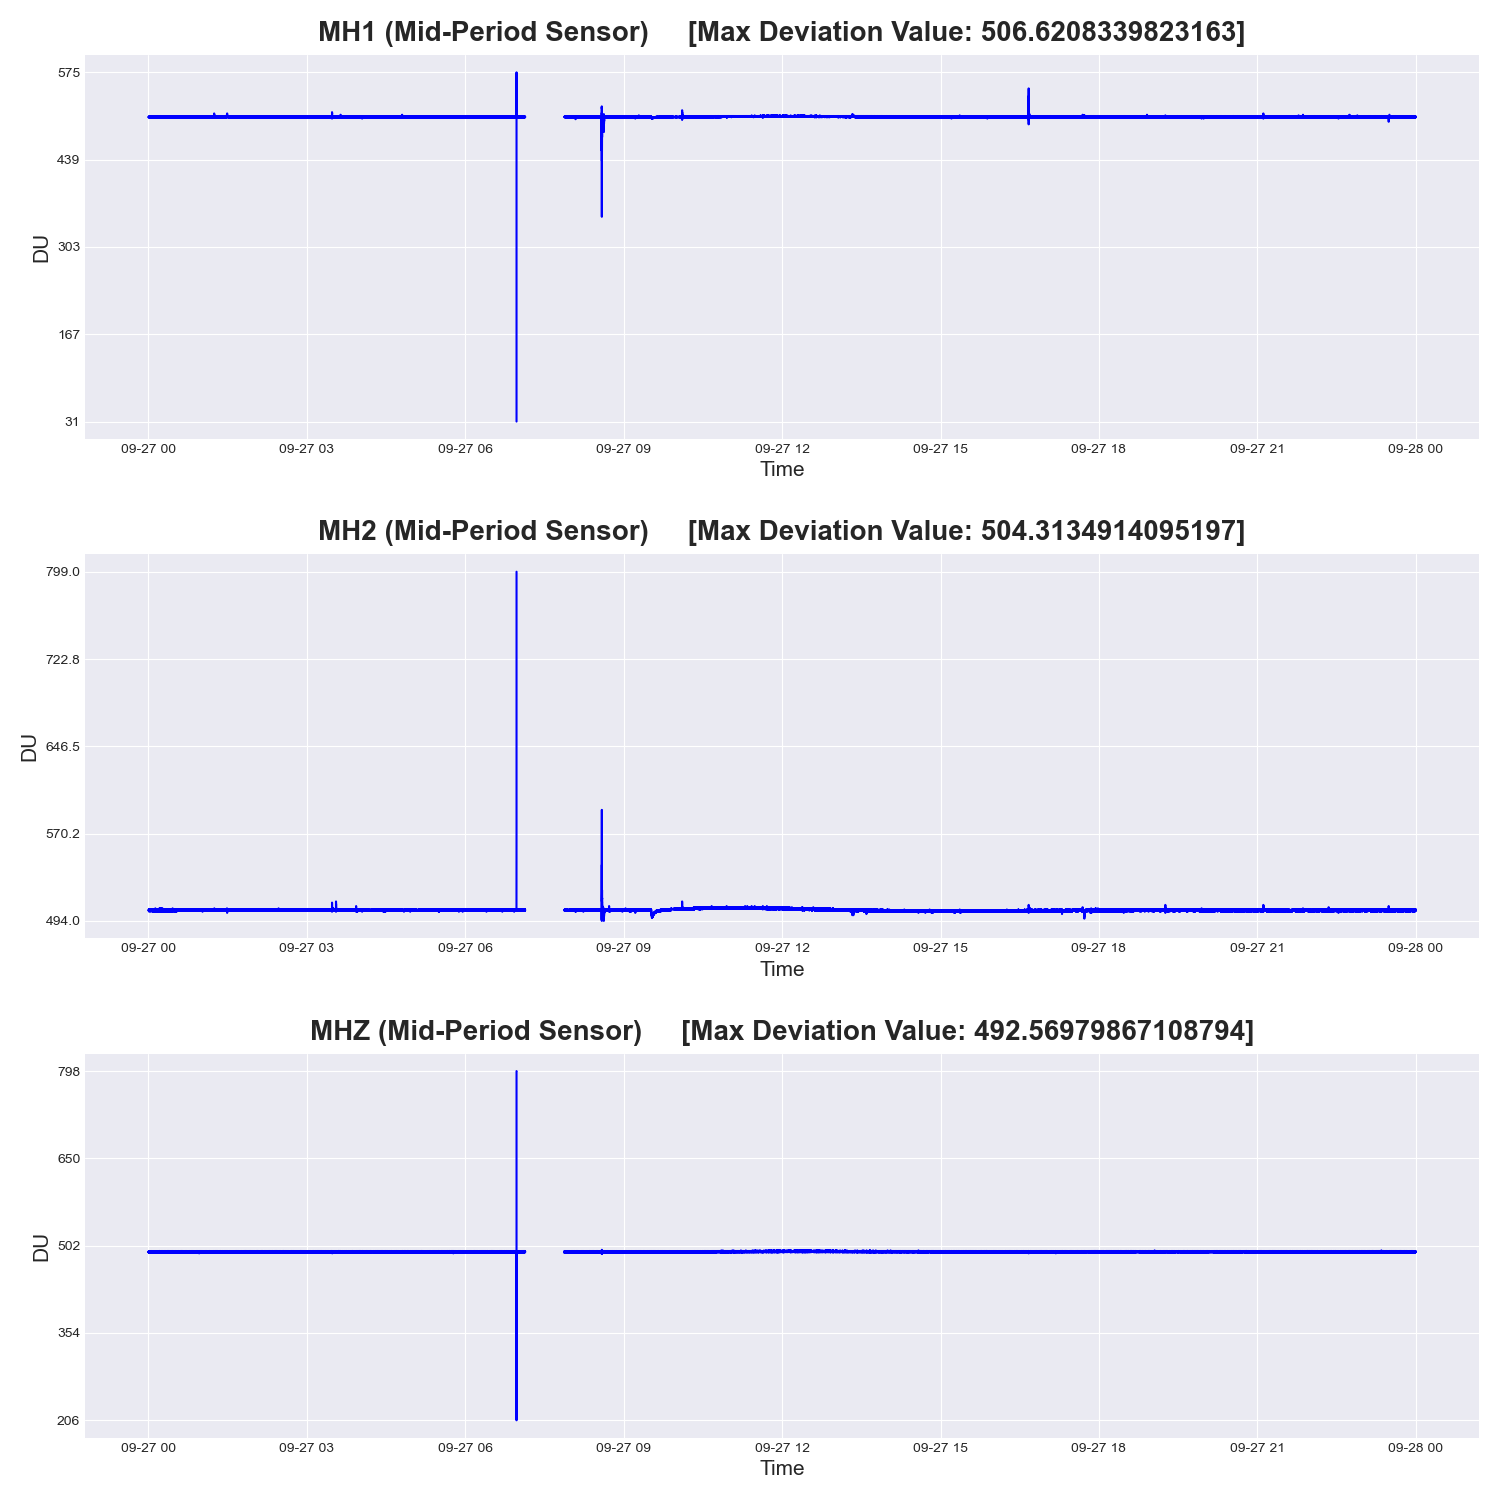 MH1 (Mid-Period Sensor) [Max Deviation Value: 506.6208339823163]
575
439
303
167
31
DU
09-27 00 09-27 03 09-27 06 09-27 09 09-27 12 09-27 15 09-27 18 09-27 21 09-28 00
Time
MH2 (Mid-Period Sensor) [Max Deviation Value: 504.3134914095197]
799.0
722.8
646.5
570.2
494.0
DU
09-27 00 09-27 03 09-27 06 09-27 09 09-27 12 09-27 15 09-27 18 09-27 21 09-28 00
Time
MHZ (Mid-Period Sensor) [Max Deviation Value: 492.56979867108794]
798
650
502
354
206
DU
09-27 00 09-27 03 09-27 06 09-27 09 09-27 12 09-27 15 09-27 18 09-27 21 09-28 00
Time